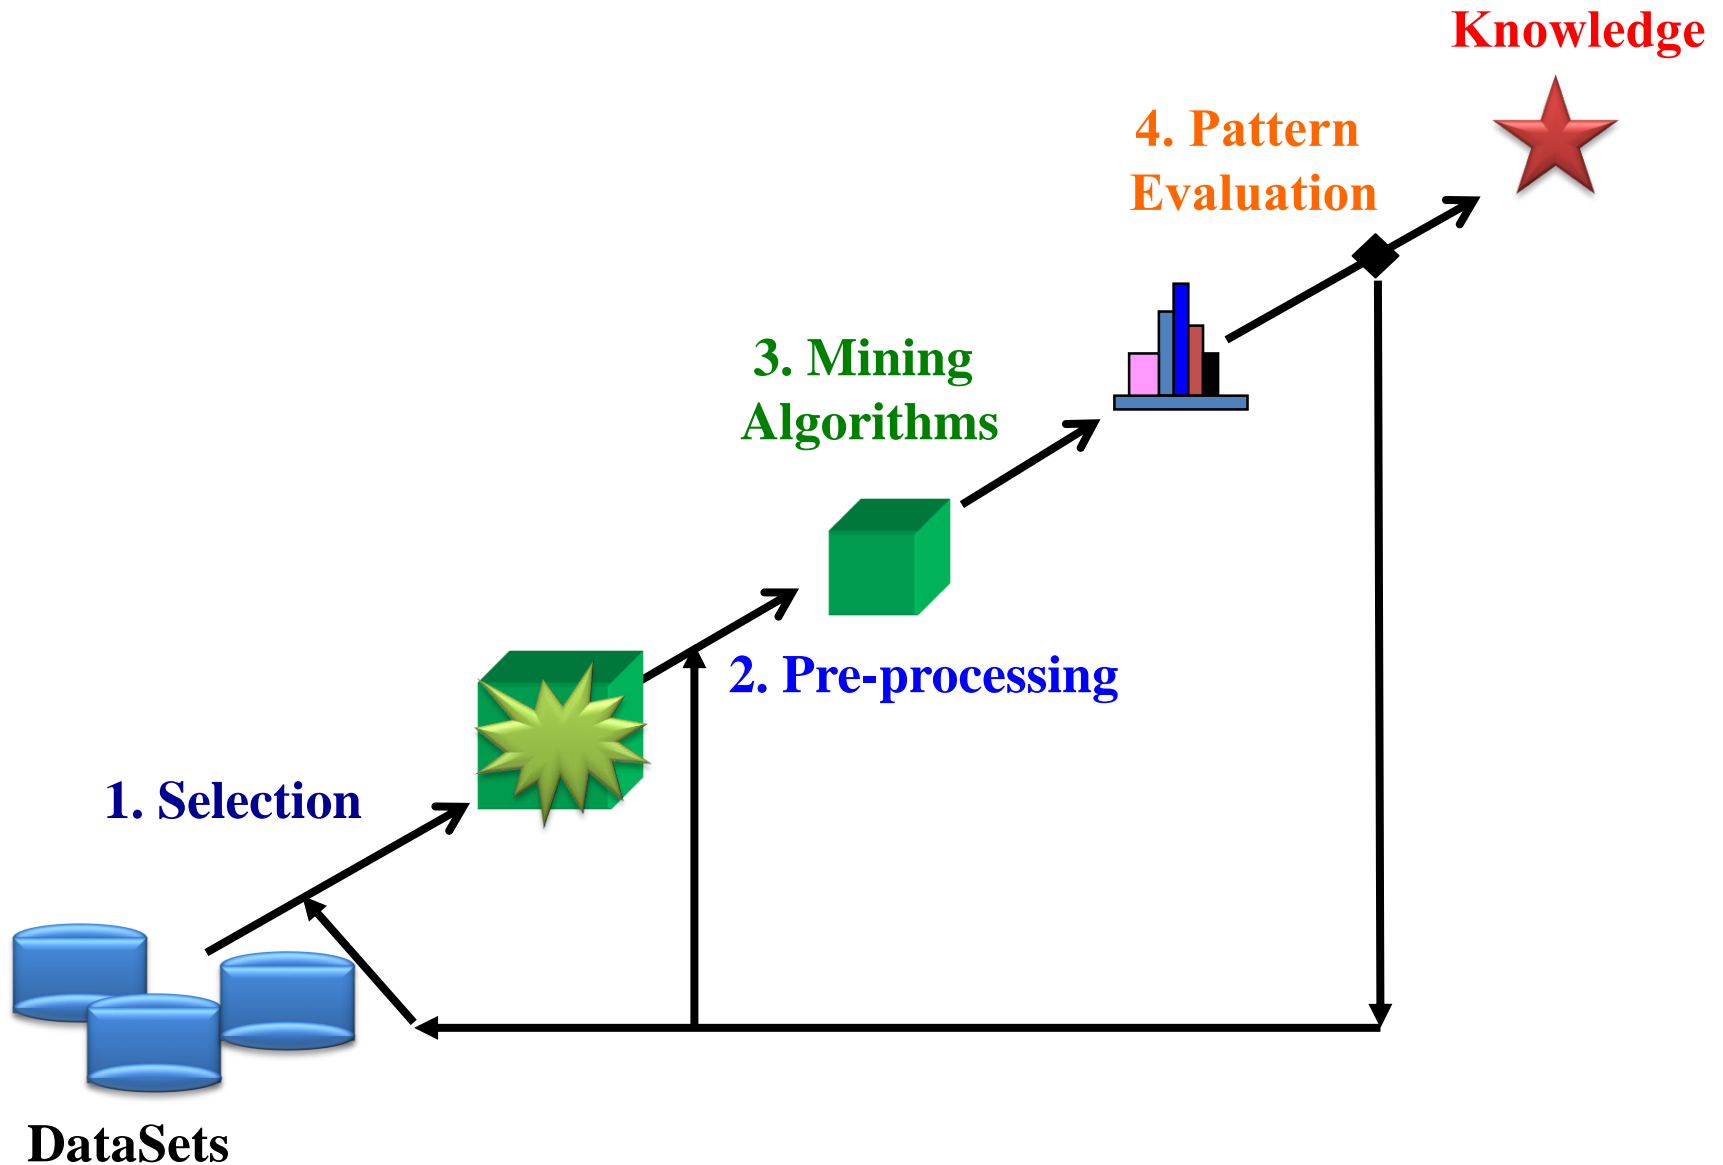 Knowledge
4. Pattern
Evaluation
3. Mining
Algorithms
2. Pre-processing
1. Selection
DataSets